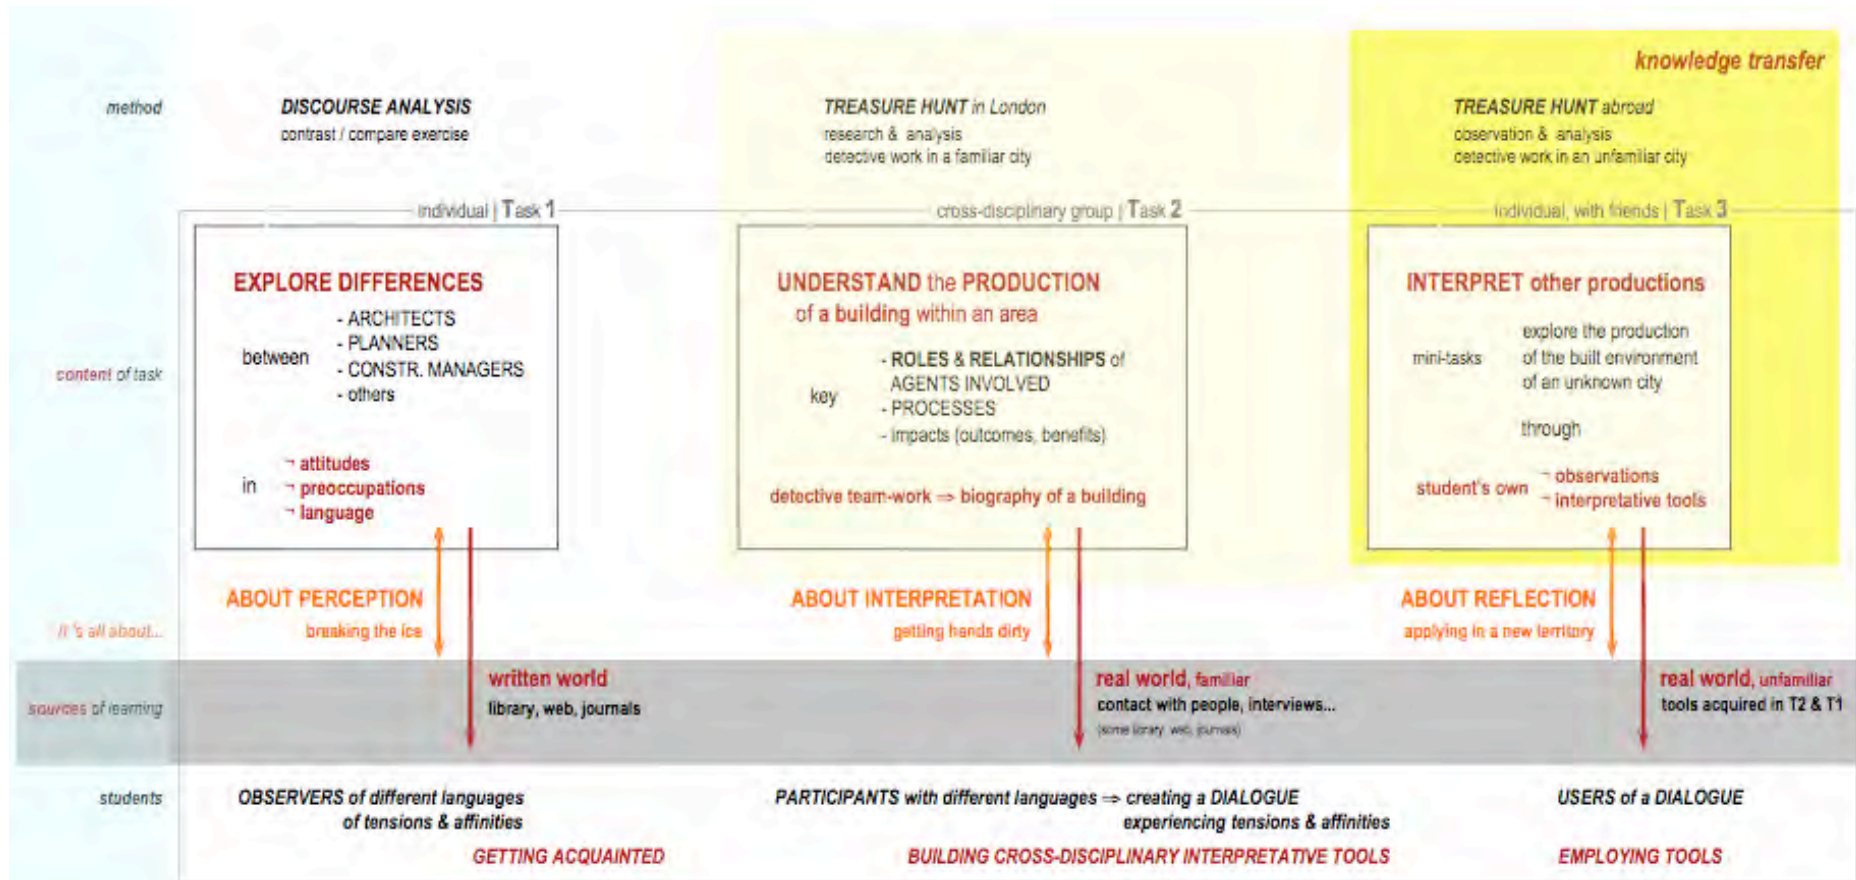 knowledge transfer
method
DISCOURSE ANALYSIS
contrast / compare exercise
TREASURE HUNT in London
research & analysis
detective work in a familiar city
TREASURE HUNT abroad
observation & analysis
detective work in an unfamiliar city
individual | Task 1
cross-disciplinary group | Task 2
individual, with friends | Task 3
content of task
EXPLORE DIFFERENCES
between
- ARCHITECTS
- PLANNERS
- CONSTR. MANAGERS
- others
in
¬ attitudes
¬ preoccupations
¬ language
UNDERSTAND the PRODUCTION
of a building within an area
key
- ROLES & RELATIONSHIPS of
AGENTS INVOLVED
- PROCESSES
- impacts (outcomes, benefits)
detective team-work ⇒ biography of a building
INTERPRET other productions
mini-tasks
explore the production
of the built environment
of an unknown city
through
student's own
¬ observations
¬ interpretative tools
it 's all about...
ABOUT PERCEPTION
breaking the ice
ABOUT INTERPRETATION
getting hands dirty
ABOUT REFLECTION
applying in a new territory
sources of learning
written world
library, web, journals
real world, familiar
contact with people, interviews...
(some library, web, journals)
real world, unfamiliar
tools acquired in T2 & T1
students
OBSERVERS of different languages
of tensions & affinities
GETTING ACQUAINTED
PARTICIPANTS with different languages ⇒ creating a DIALOGUE
experiencing tensions & affinities
BUILDING CROSS-DISCIPLINARY INTERPRETATIVE TOOLS
USERS of a DIALOGUE
EMPLOYING TOOLS